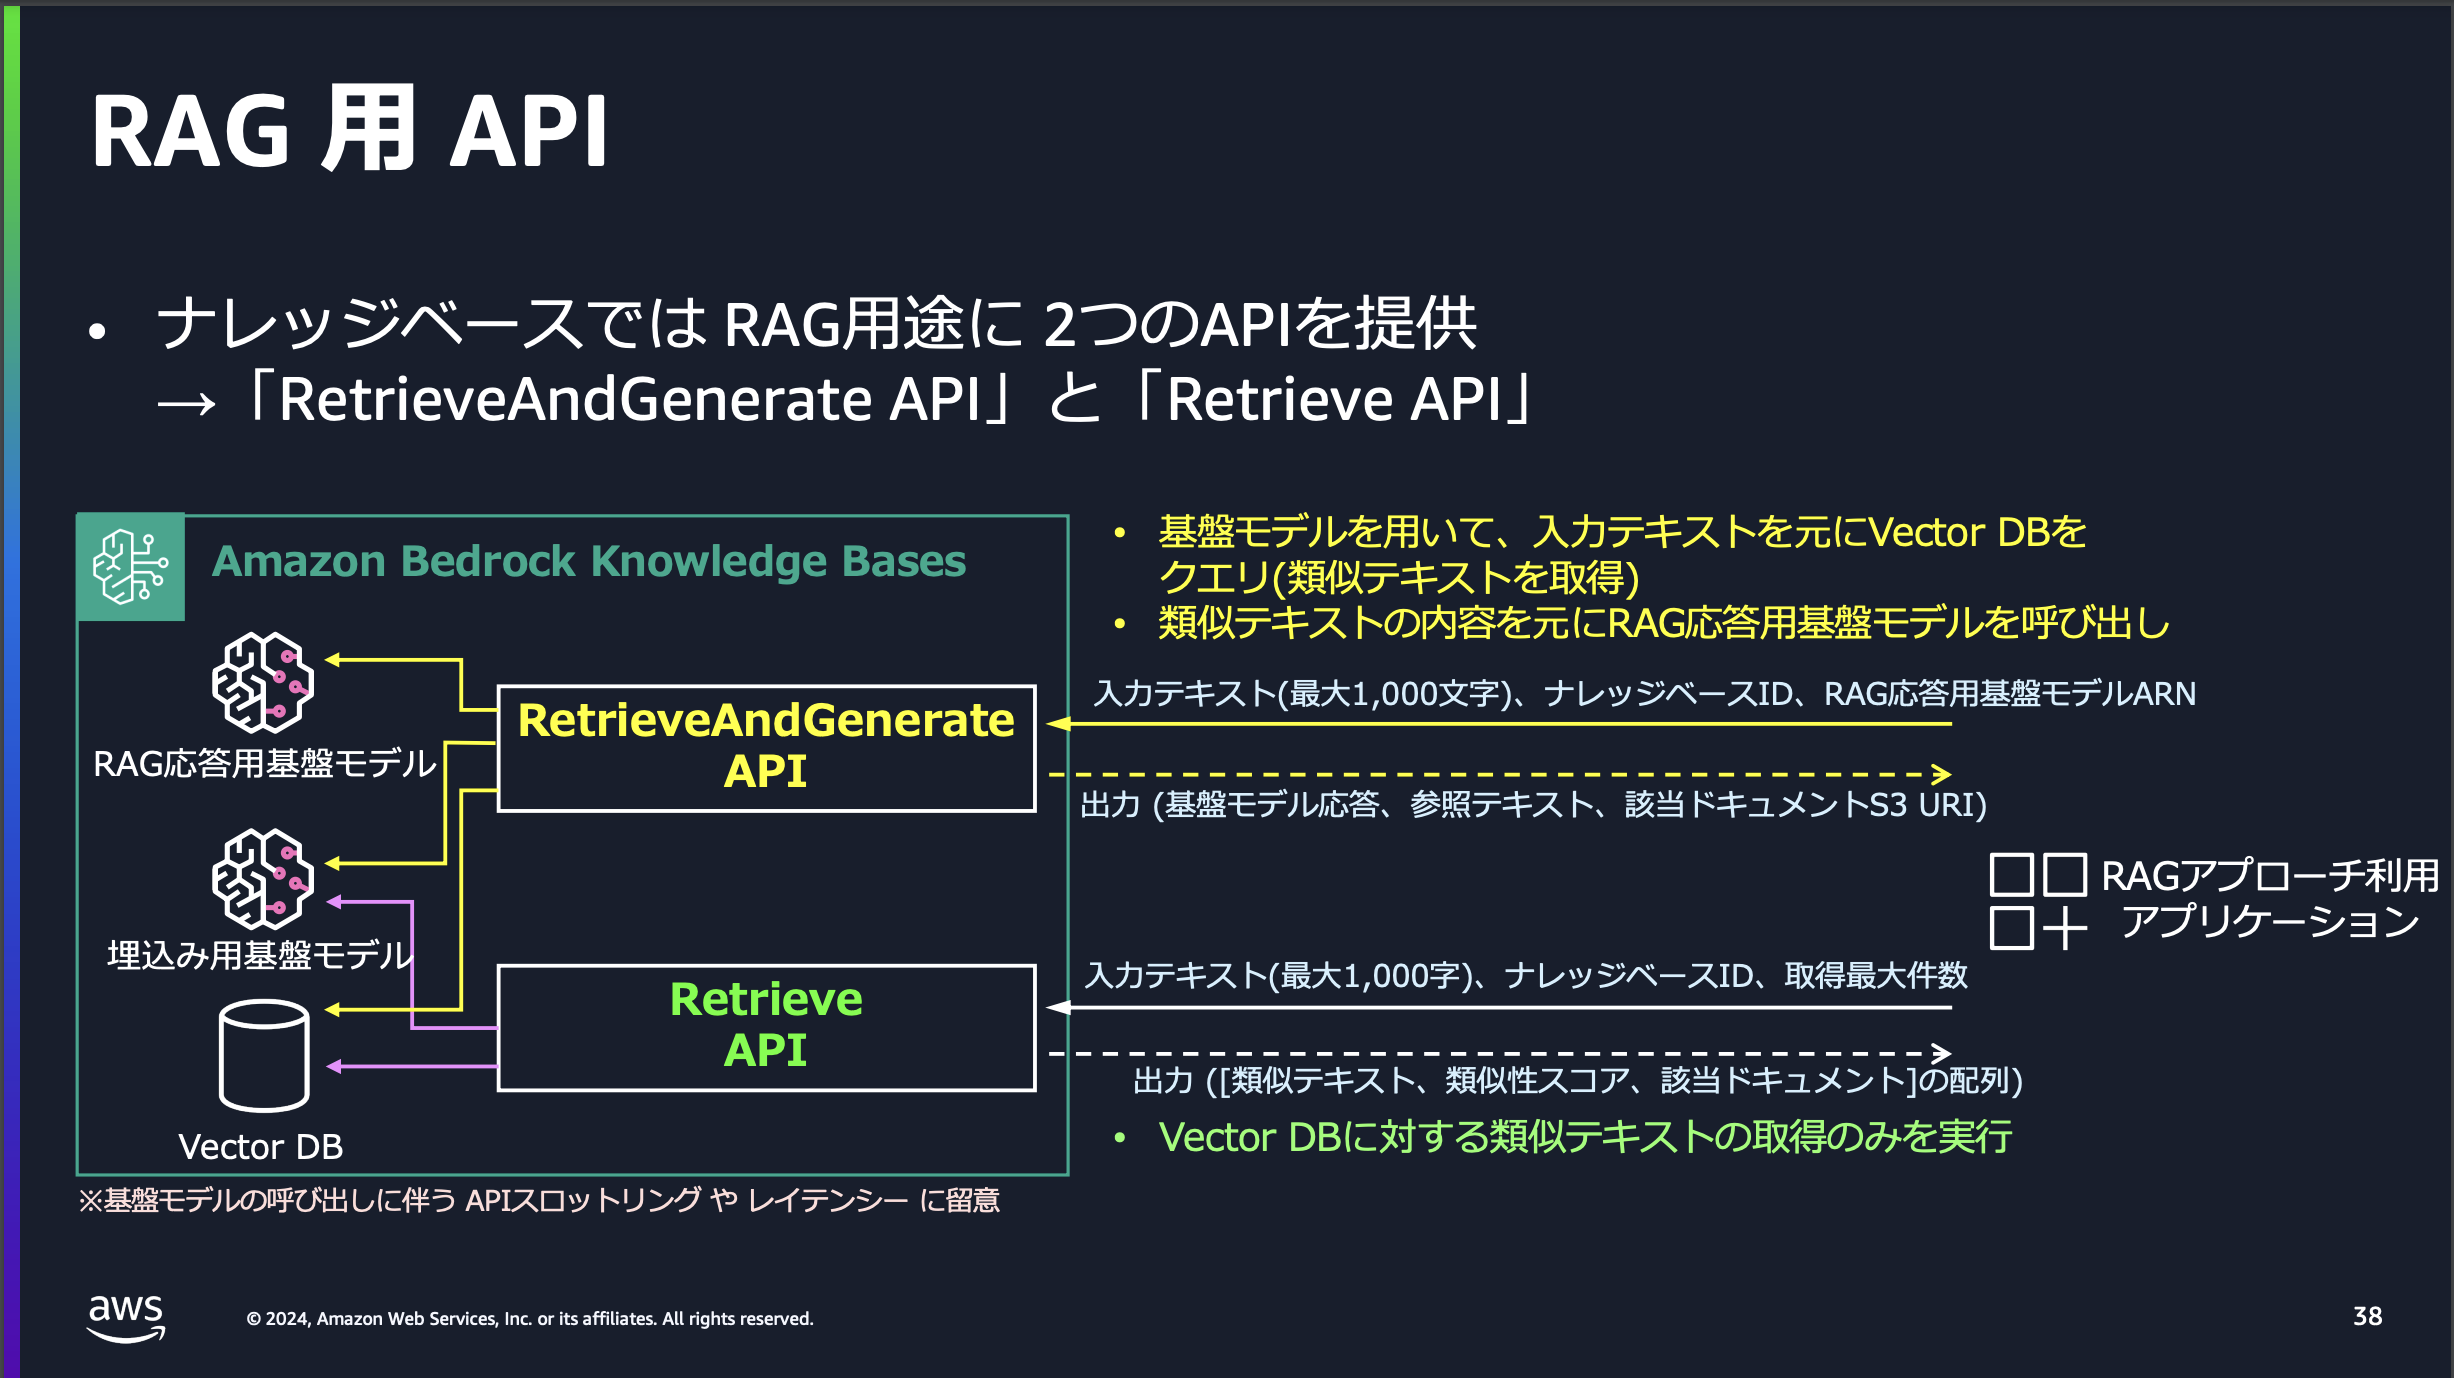 RAG 用 API
• ナレッジベースでは RAG用途に 2つのAPIを提供
→「RetrieveAndGenerate API」と「Retrieve API」
Amazon Bedrock Knowledge Bases
RAG応答用基盤モデル
埋込み用基盤モデル
Vector DB
RetrieveAndGenerate
API
Retrieve
API
• 基盤モデルを用いて、入力テキストを元にVector DBを
クエリ(類似テキストを取得)
• 類似テキストの内容を元にRAG応答用基盤モデルを呼び出し
入力テキスト(最大1,000文字)、ナレッジベースID、RAG応答用基盤モデルARN
出力 (基盤モデル応答、参照テキスト、該当ドキュメントS3 URI)
RAGアプローチ利用
アプリケーション
入力テキスト(最大1,000字)、ナレッジベースID、取得最大件数
出力 ([類似テキスト、類似性スコア、該当ドキュメント]の配列)
• Vector DBに対する類似テキストの取得のみを実行
※基盤モデルの呼び出しに伴う APIスロットリング や レイテンシー に留意
aws
© 2024, Amazon Web Services, Inc. or its affiliates. All rights reserved.
38